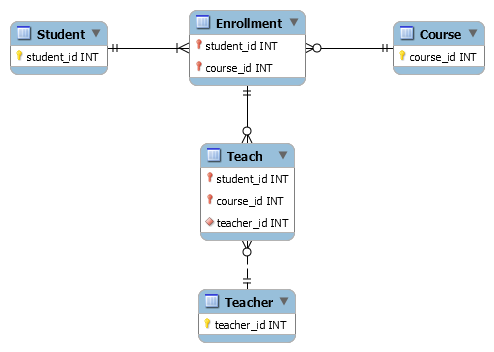 Student
student_id INT
Enrollment
student_id INT
course_id INT
Course
course_id INT
Teach
student_id INT
course_id INT
teacher_id INT
Teacher
teacher_id INT